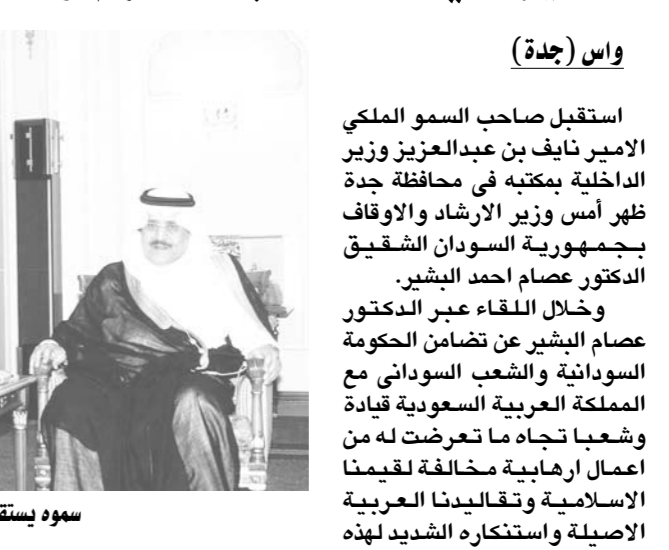 واس (جدة)
استقبل صاحب السمو الملكي
الامير نايف بن عبدالعزيز وزير
الداخلية بمكتبه فى محافظة جدة
ظهر أمس وزير الارشاد والاوقاف
بجمهورية السودان الشقيق
الدكتور عصام احمد البشير.
وخلال اللقاء عبر الدكتور
عصام البشير عن تضامن الحكومة
السودانية والشعب السودانى مع
المملكة العربية السعودية قيادة
وشعبا تجاه ما تعرضت له من
اعمال ارهابية مخالفة لقيمنا
الاسلامية وتقاليدنا العربية
الاصيلة واستنكاره الشديد لهذه
سموه يستق